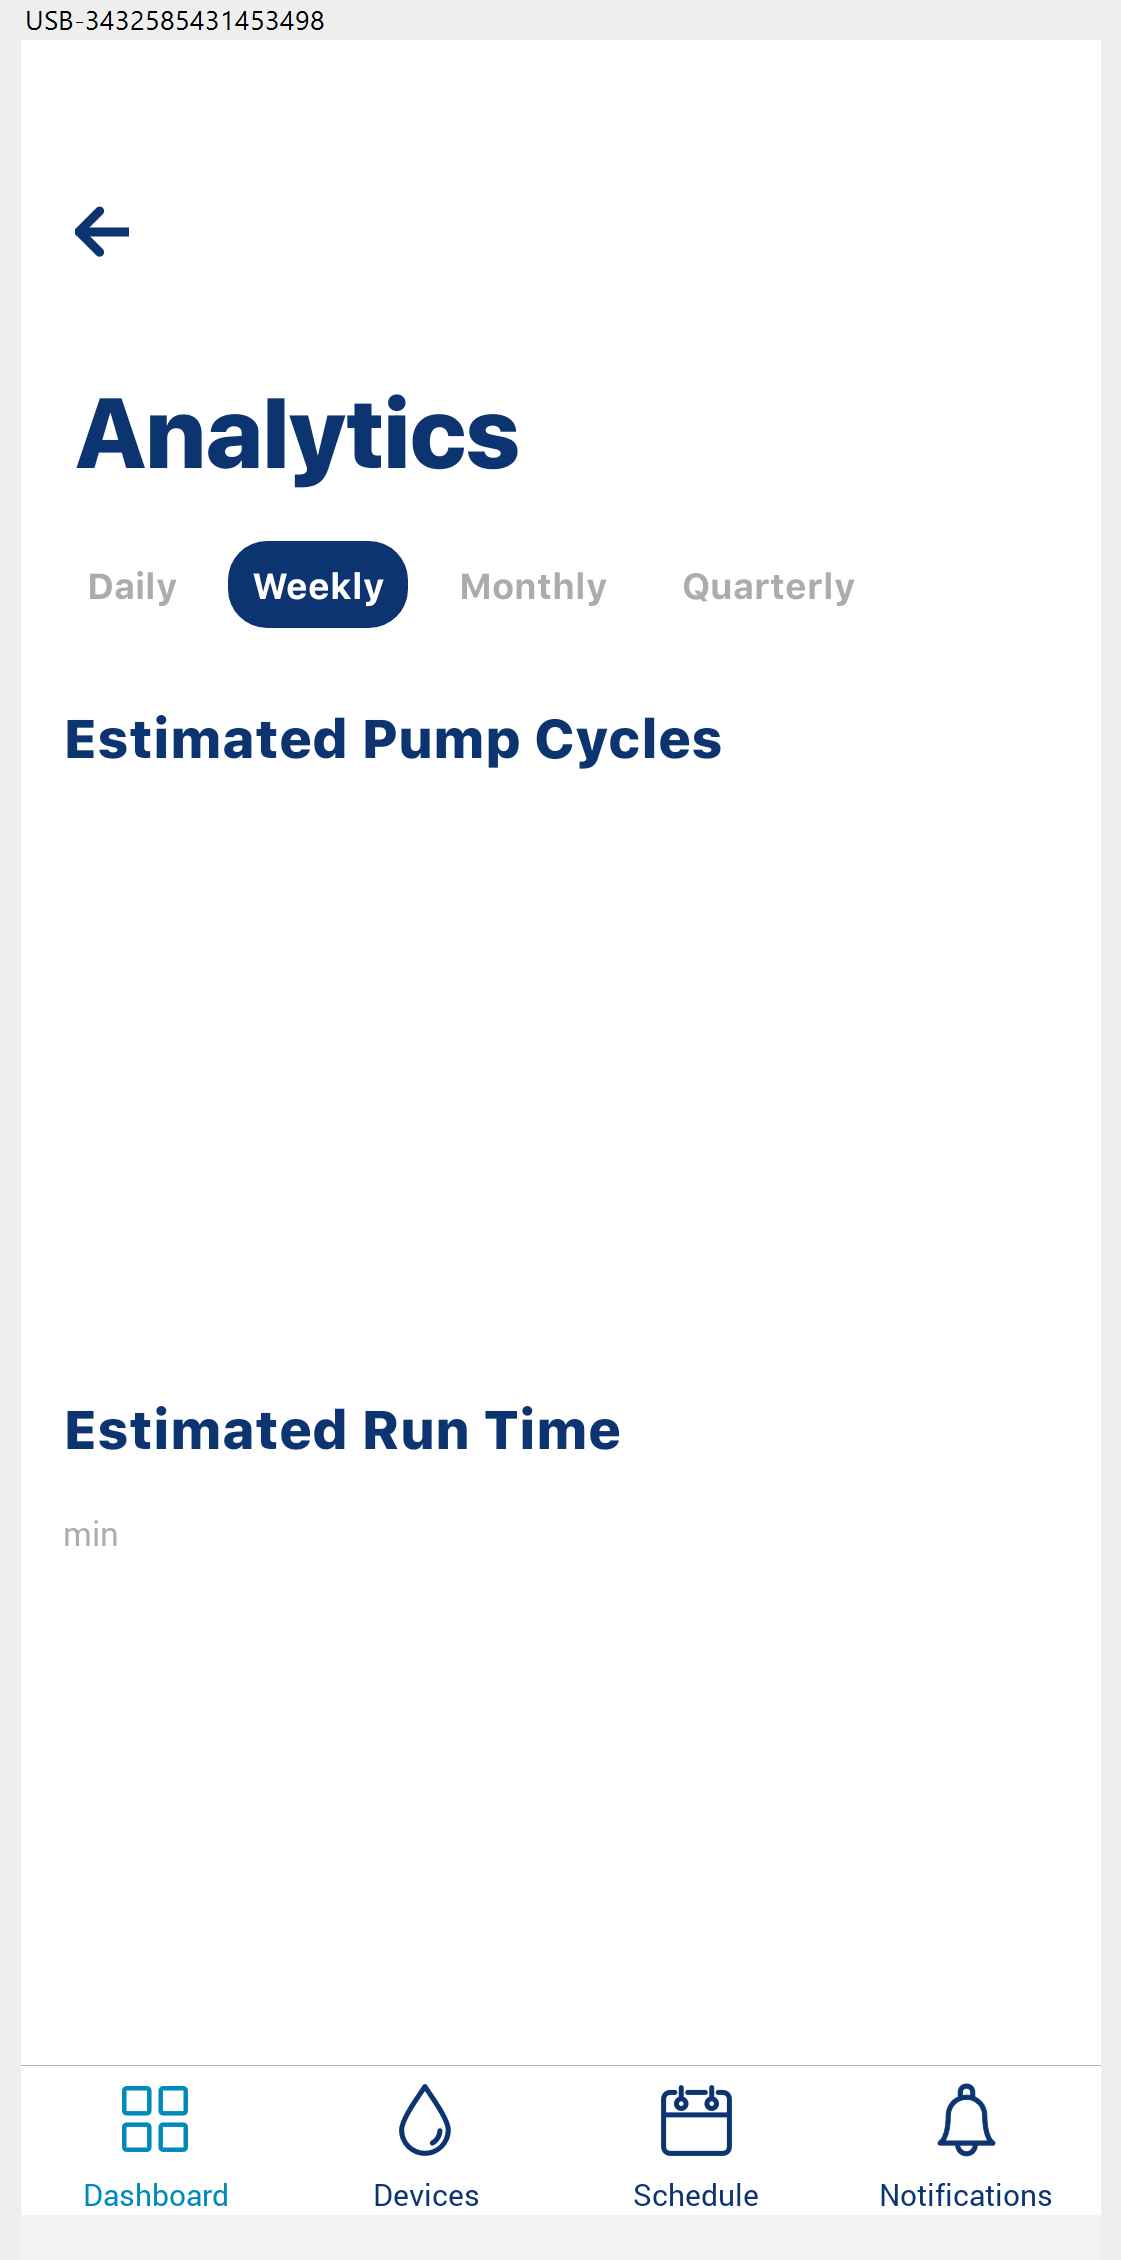 USB-3432585431453498
Analytics
Daily Weekly Monthly Quarterly
Estimated Pump Cycles
Estimated Run Time
min
Dashboard Devices Schedule Notifications